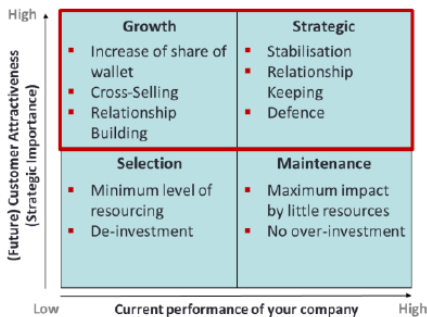 High
(Future) Customer Attractiveness
(Strategic Importance)
Growth
▪ Increase of share of
wallet
▪ Cross-Selling
▪ Relationship
Building
Strategic
▪ Stabilisation
▪ Relationship
Keeping
▪ Defence
Selection
▪ Minimum level of
resourcing
▪ De-investment
Maintenance
▪ Maximum impact
by little resources
▪ No over-investment
Low
Current performance of your company
High